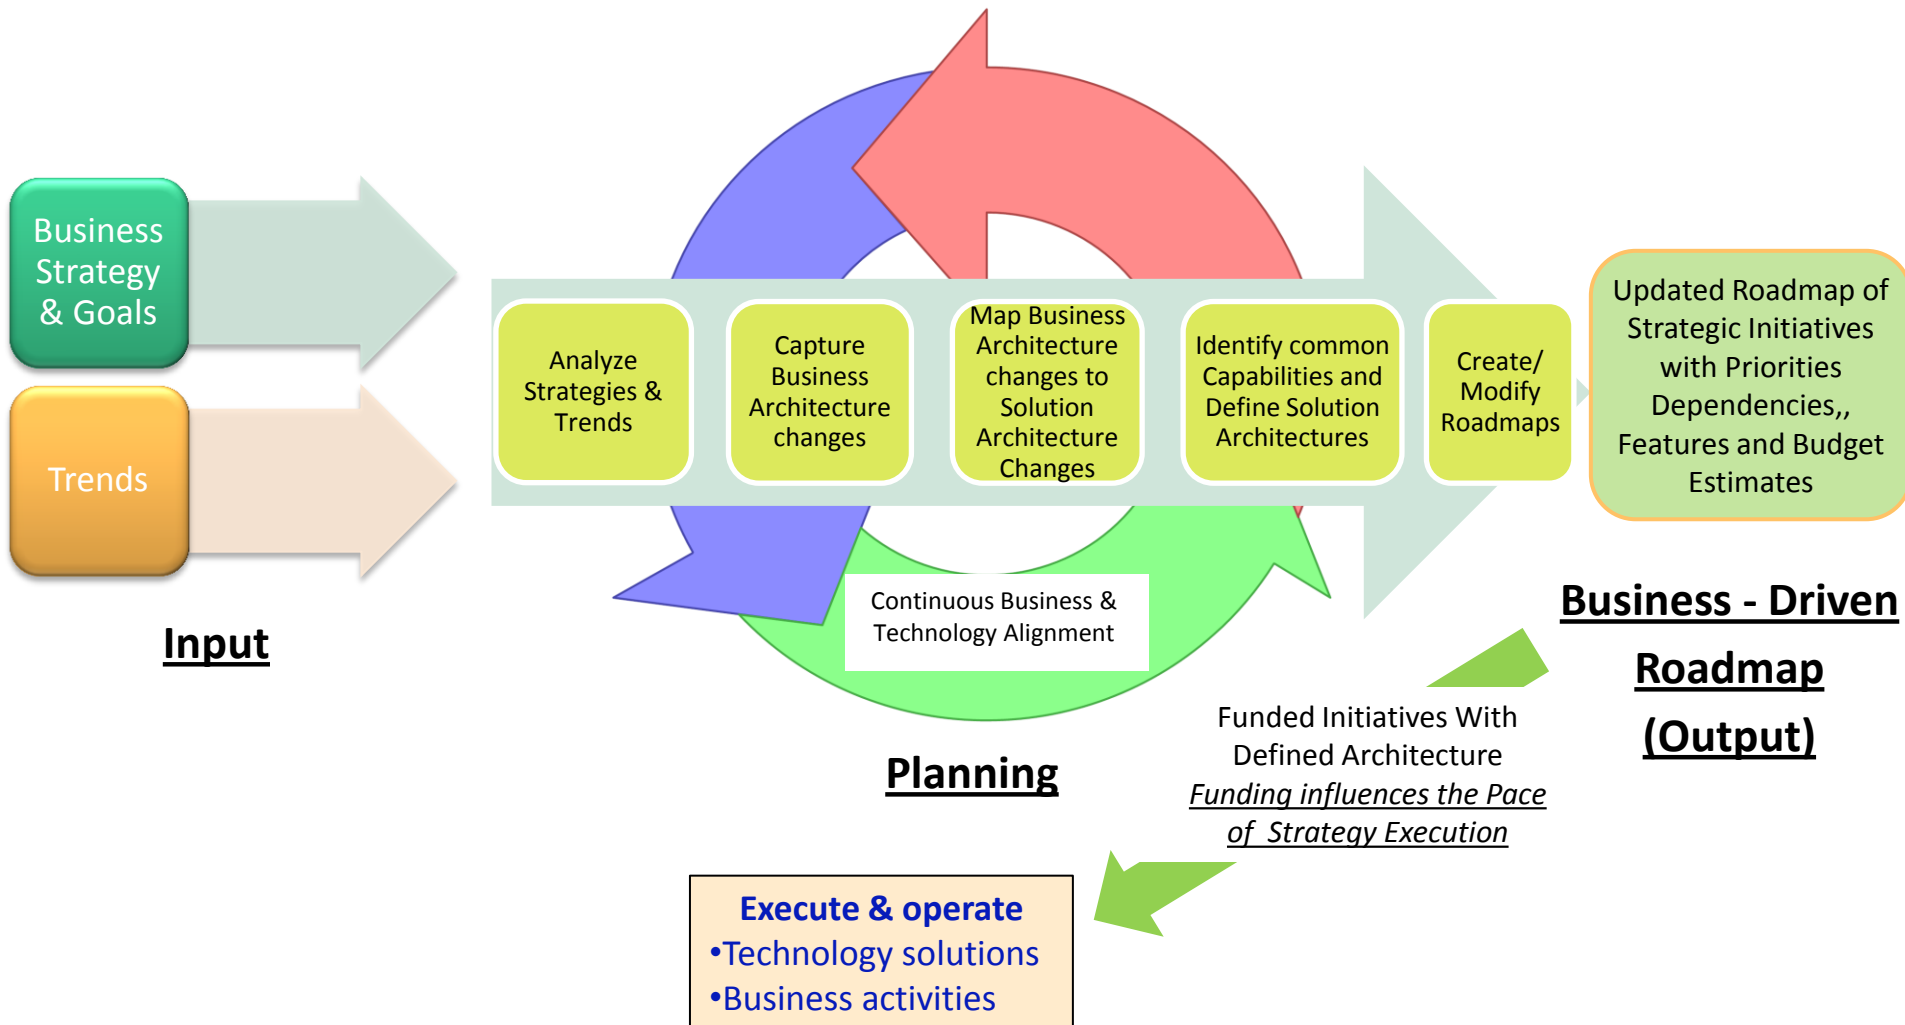 Business
Strategy
& Goals
Trends
Input
Analyze
Strategies &
Trends
Capture
Business
Architecture
changes
Map Business
Architecture
changes to
Solution
Architecture
Changes
Identify common
Capabilities and
Define Solution
Architectures
Create/
Modify
Roadmaps
Continuous Business &
Technology Alignment
Planning
Updated Roadmap of
Strategic Initiatives
with Priorities
Dependencies,,
Features and Budget
Estimates
Business - Driven
Roadmap
(Output)
Funded Initiatives With
Defined Architecture
Funding influences the Pace
of Strategy Execution
Execute & operate
•Technology solutions
•Business activities